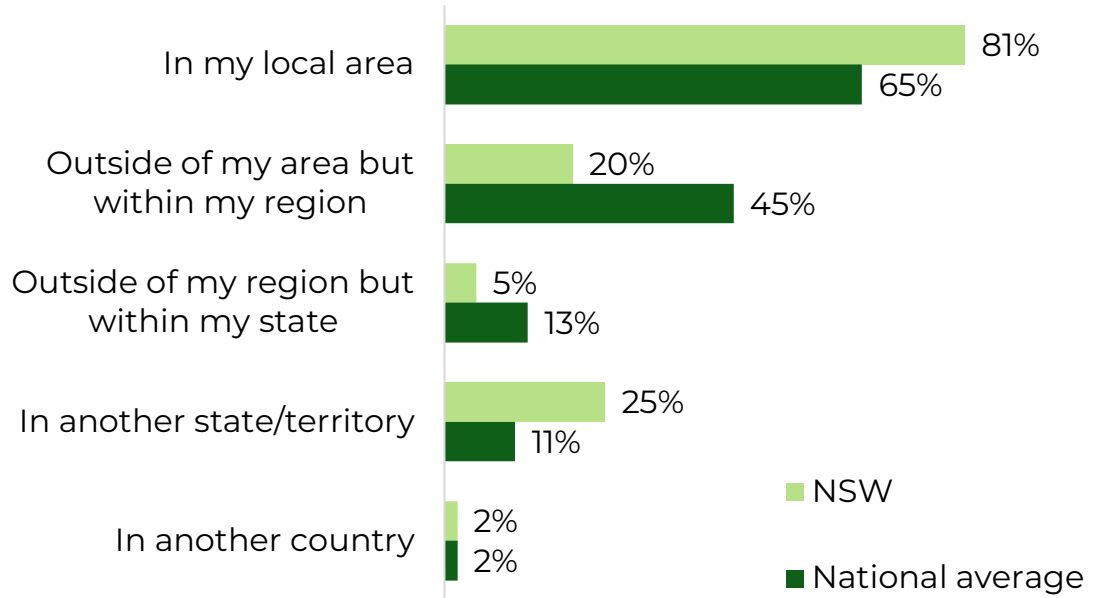 In my local area
81%
65%
Outside of my area but
within my region
20%
45%
Outside of my region but
within my state
5%
13%
In another state/territory
25%
11%
In another country
2%
2%
NSW
National average